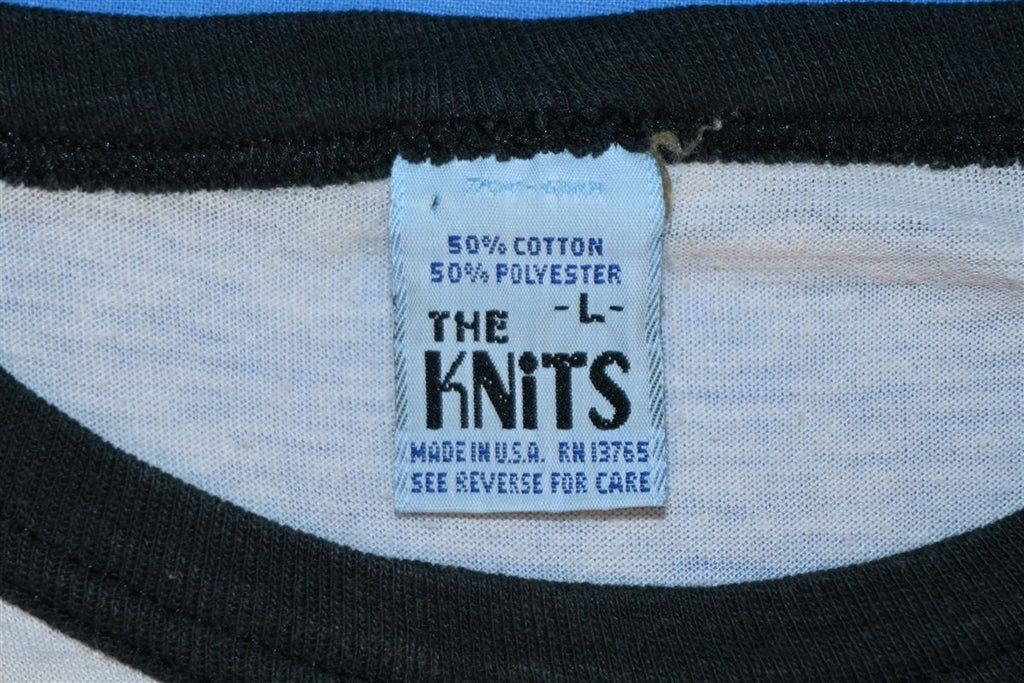 50% COTTON
50% POLYESTER
-L-
THE
KNiTS
MADE IN U.S.A. RN 13765
SEE REVERSE FOR CARE